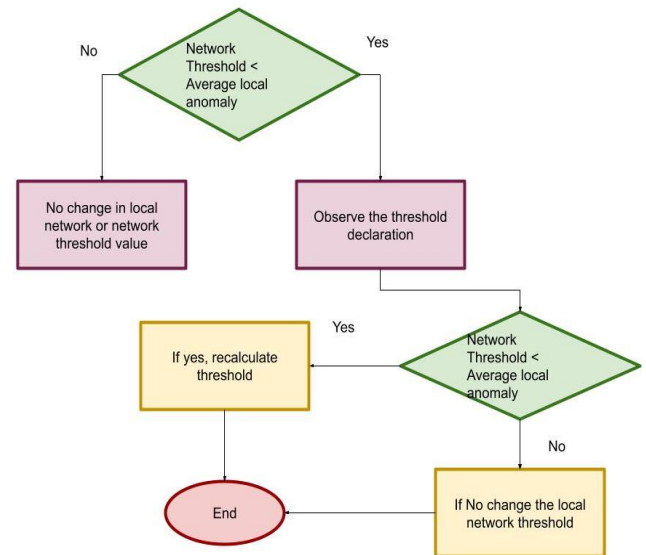 No
Yes
Network
Threshold <
Average local
anomaly
No change in local
network or network
threshold value
Observe the threshold
declaration
Yes
Network
Threshold <
Average local
anomaly
If yes, recalculate
threshold
No
End
If No change the local
network threshold